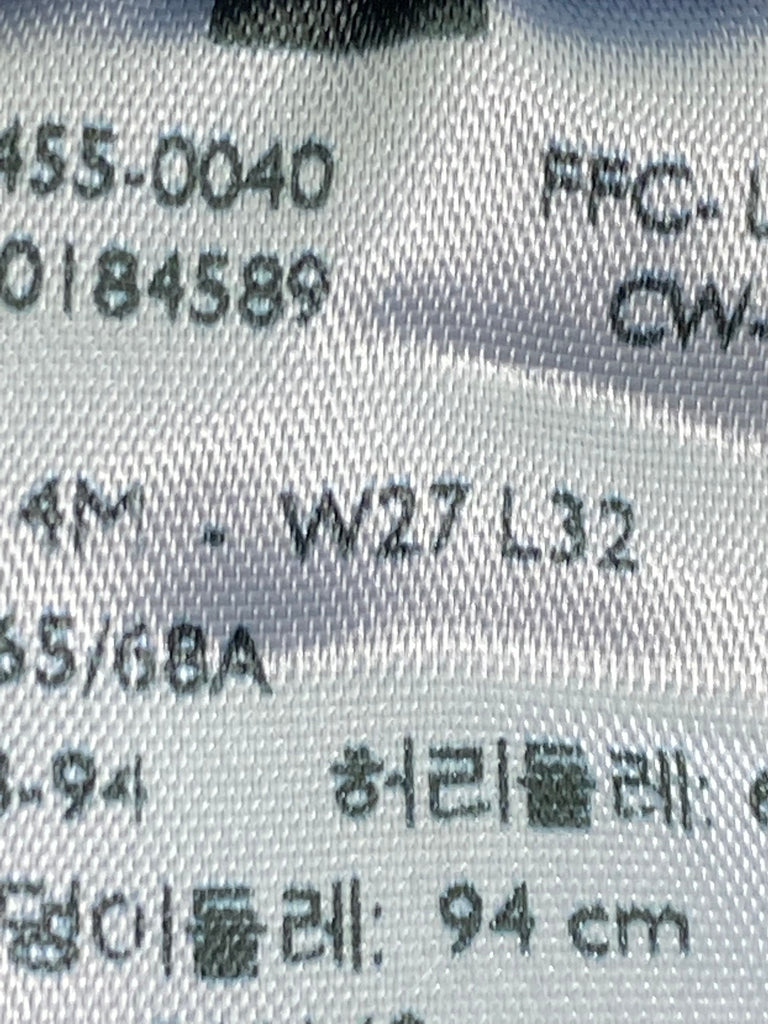 455-0040 FFC-
0184589 CW-
4M . W27 L32
65/68A
-94 허리둘레:
덩이둘레: 94 cm